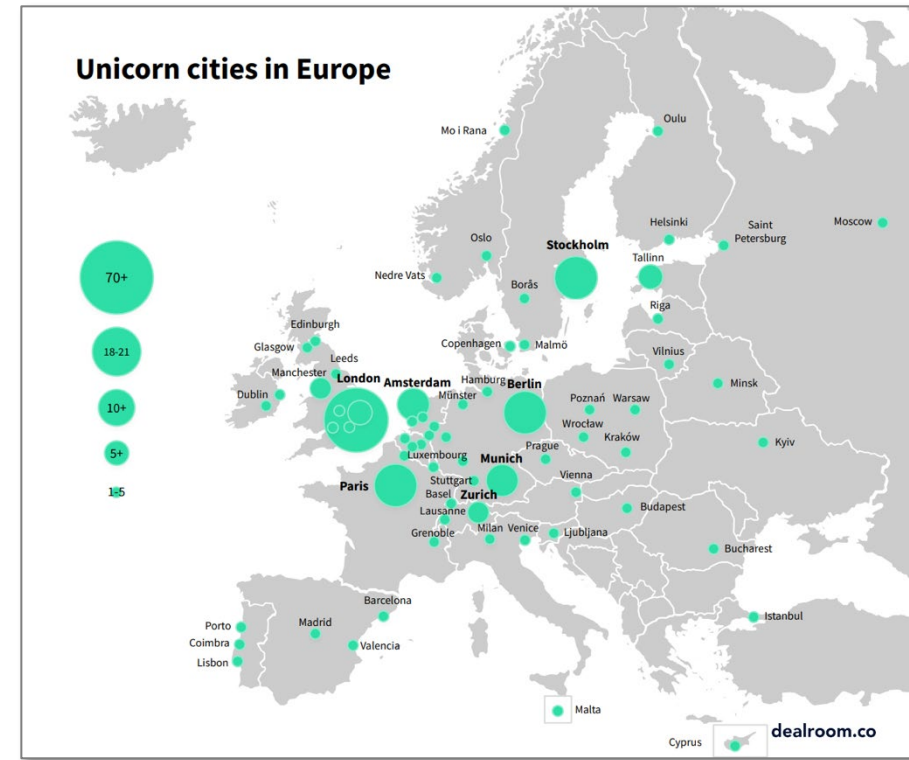 Unicorn cities in Europe
Mo i Rana
Oulu
Moscow
Helsinki
Saint
Petersburg
Oslo
Stockholm
Tallinn
Nedre Vats
Borås
70+
Riga
Edinburgh
Glasgow
Copenhagen
Malmö
18-21
Leeds
Vilnius
Manchester
London
Amsterdam
Hamburg
Berlin
Minsk
Dublin
Münster
Poznań
Warsaw
10+
Wrocław
Kraków
Kyiv
Prague
5+
Luxembourg
Munich
Stuttgart
Vienna
Paris
1-5
Basel
Zurich
Budapest
Lausanne
Grenoble
Milan
Venice
Ljubljana
Bucharest
Barcelona
Istanbul
Porto
Madrid
Coimbra
Valencia
Lisbon
Malta
dealroom.co
Cyprus